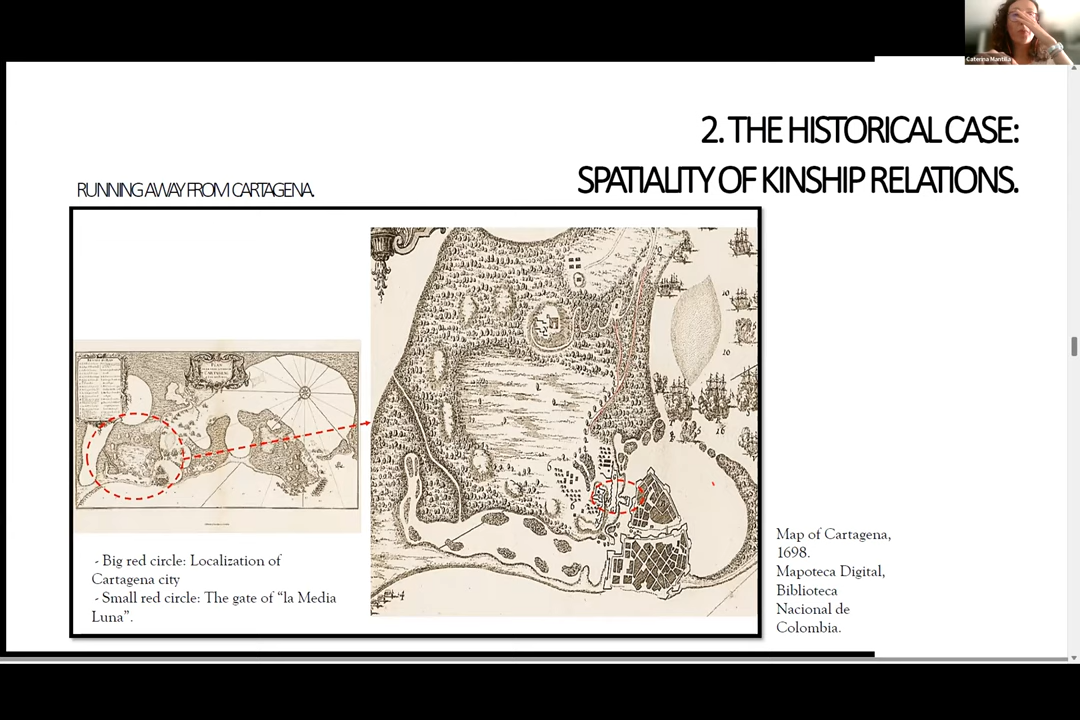 Caterina Mantilla
2. THE HISTORICAL CASE:
SPATIALITY OF KINSHIP RELATIONS.
RUNNING AWAY FROM CARTAGENA.
- Big red circle: Localization of
Cartagena city
- Small red circle: The gate of “la Media
Luna”.
Map of Cartagena,
1698.
Mapoteca Digital,
Biblioteca
Nacional de
Colombia.